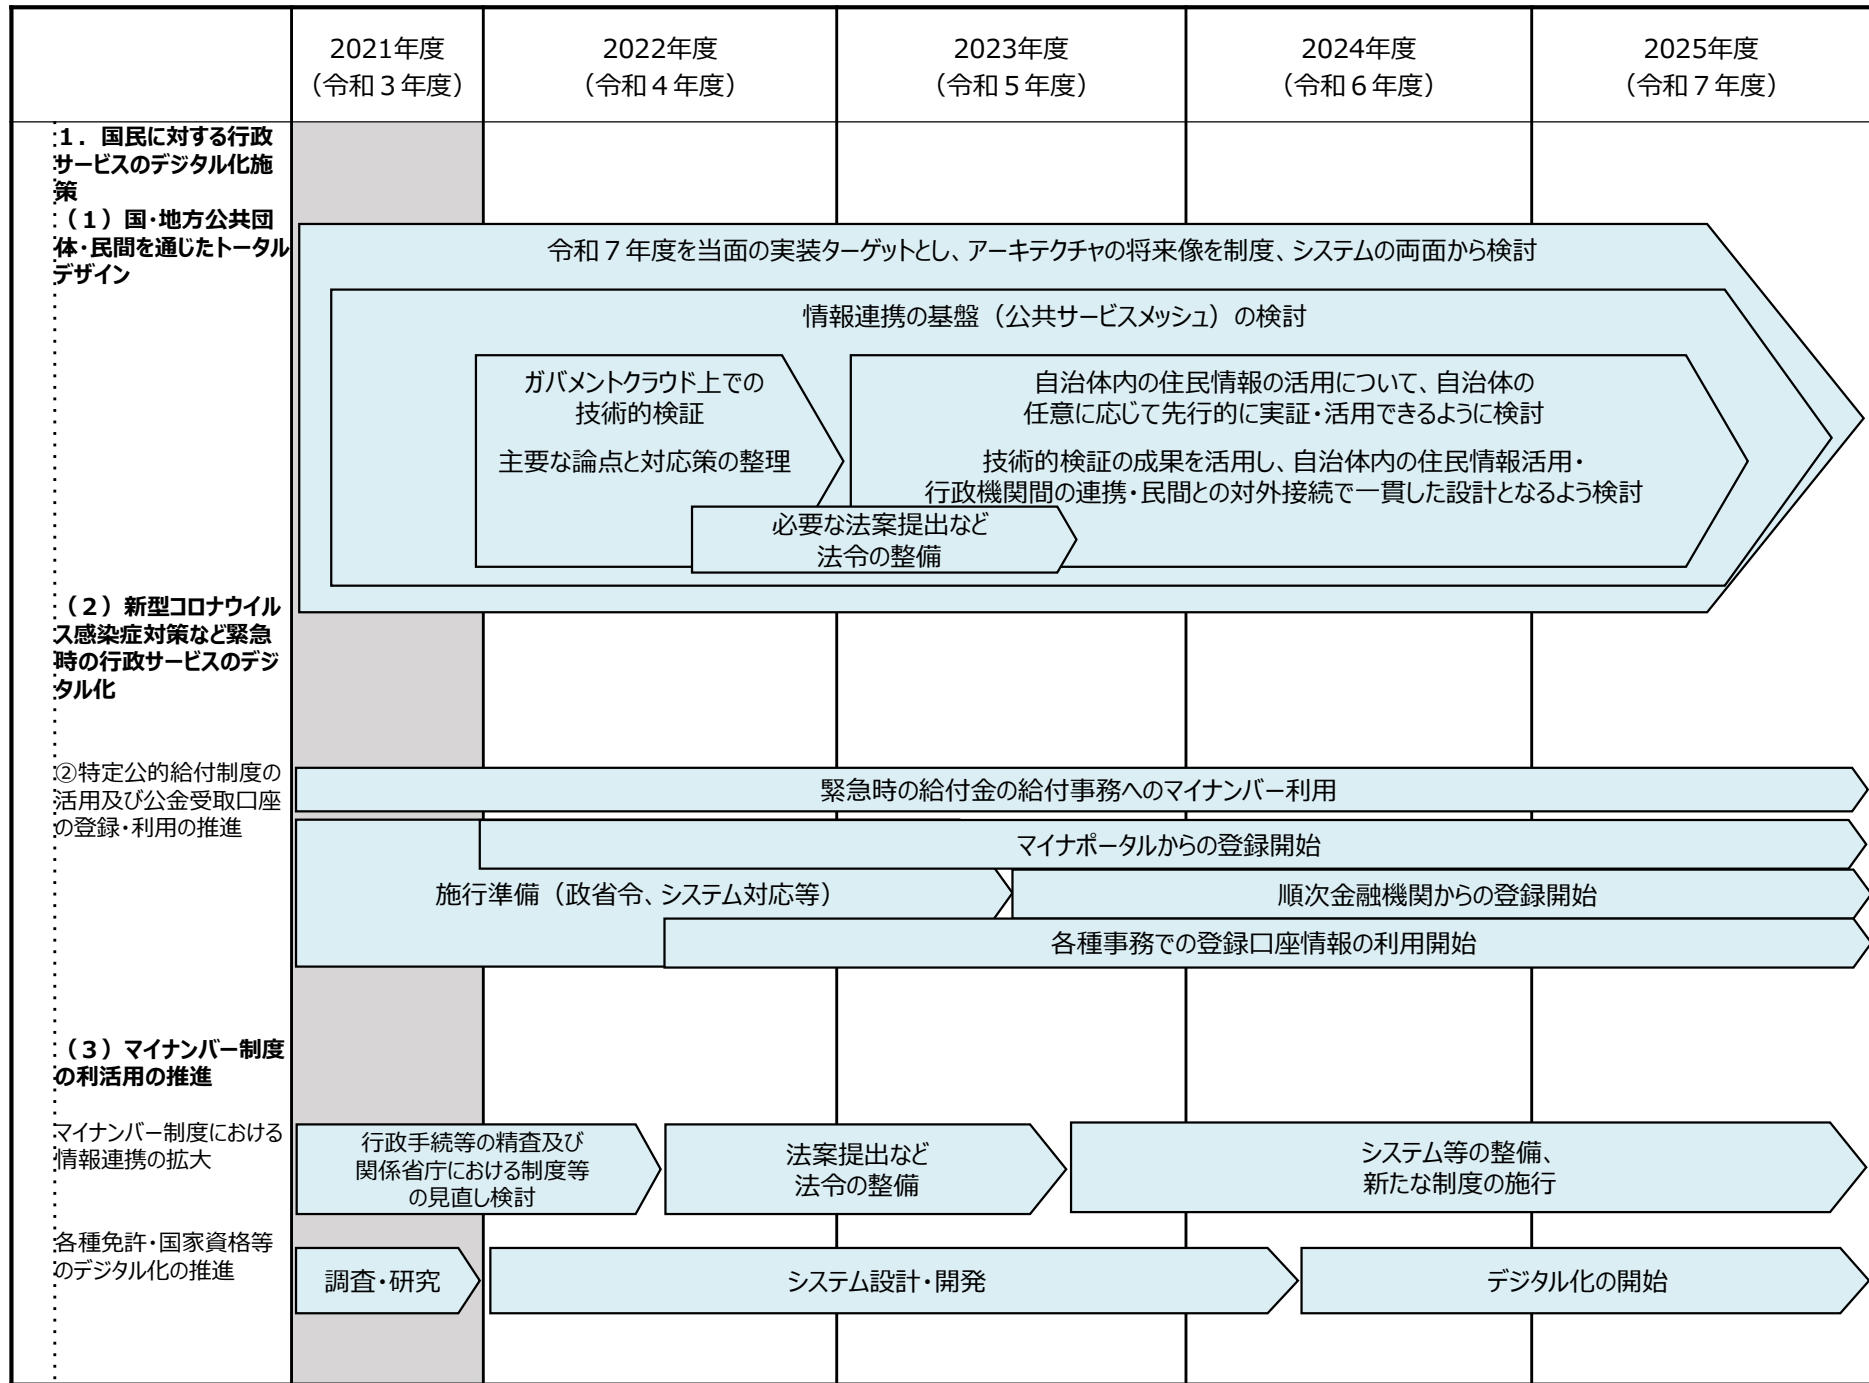 2021年度
(令和3年度)
2022年度
(令和4年度)
2023年度
(令和5年度)
2024年度
(令和6年度)
2025年度
(令和7年度)
1．国民に対する行政
サービスのデジタル化施
策
(1)国・地方公共団
体・民間を通じたトータル
デザイン
令和7年度を当面の実装ターゲットとし、アーキテクチャの将来像を制度、システムの両面から検討
情報連携の基盤（公共サービスメッシュ）の検討
ガバメントクラウド上での
技術的検証
主要な論点と対応策の整理
自治体内の住民情報の活用について、自治体の
任意に応じて先行的に実証・活用できるように検討
技術的検証の成果を活用し、自治体内の住民情報活用・
行政機関間の連携・民間との対外接続で一貫した設計となるよう検討
必要な法案提出など
法令の整備
(2)新型コロナウイル
ス感染症対策など緊急
時の行政サービスのデジ
タル化
②特定公的給付制度の
活用及び公金受取口座
の登録・利用の推進
緊急時の給付金の給付事務へのマイナンバー利用
マイナポータルからの登録開始
施行準備（政省令、システム対応等）
順次金融機関からの登録開始
各種事務での登録口座情報の利用開始
(3)マイナンバー制度
の利活用の推進
マイナンバー制度における
情報連携の拡大
行政手続等の精査及び
関係省庁における制度等
の見直し検討
法案提出など
法令の整備
システム等の整備、
新たな制度の施行
各種免許・国家資格等
のデジタル化の推進
調査・研究
システム設計・開発
デジタル化の開始